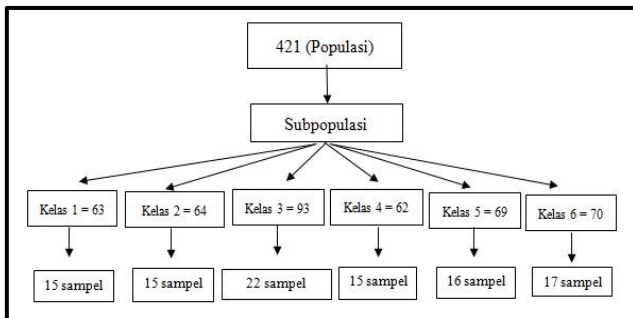 421 (Populasi)
Subpopulasi
Kelas 1 = 63
Kelas 2 = 64
Kelas 3 = 93
Kelas 4 = 62
Kelas 5 = 69
Kelas 6 = 70
15 sampel
15 sampel
22 sampel
15 sampel
16 sampel
17 sampel